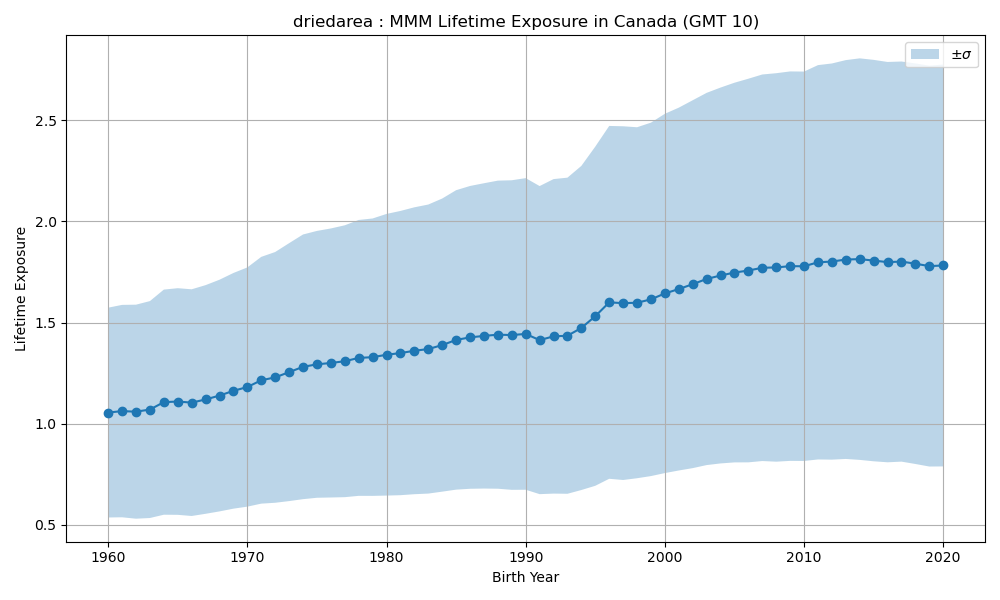 driedarea : MMM Lifetime Exposure in Canada (GMT 10)
±σ
2.5
2.0
1.5
1.0
0.5
Lifetime Exposure
1960 1970 1980 1990 2000 2010 2020
Birth Year